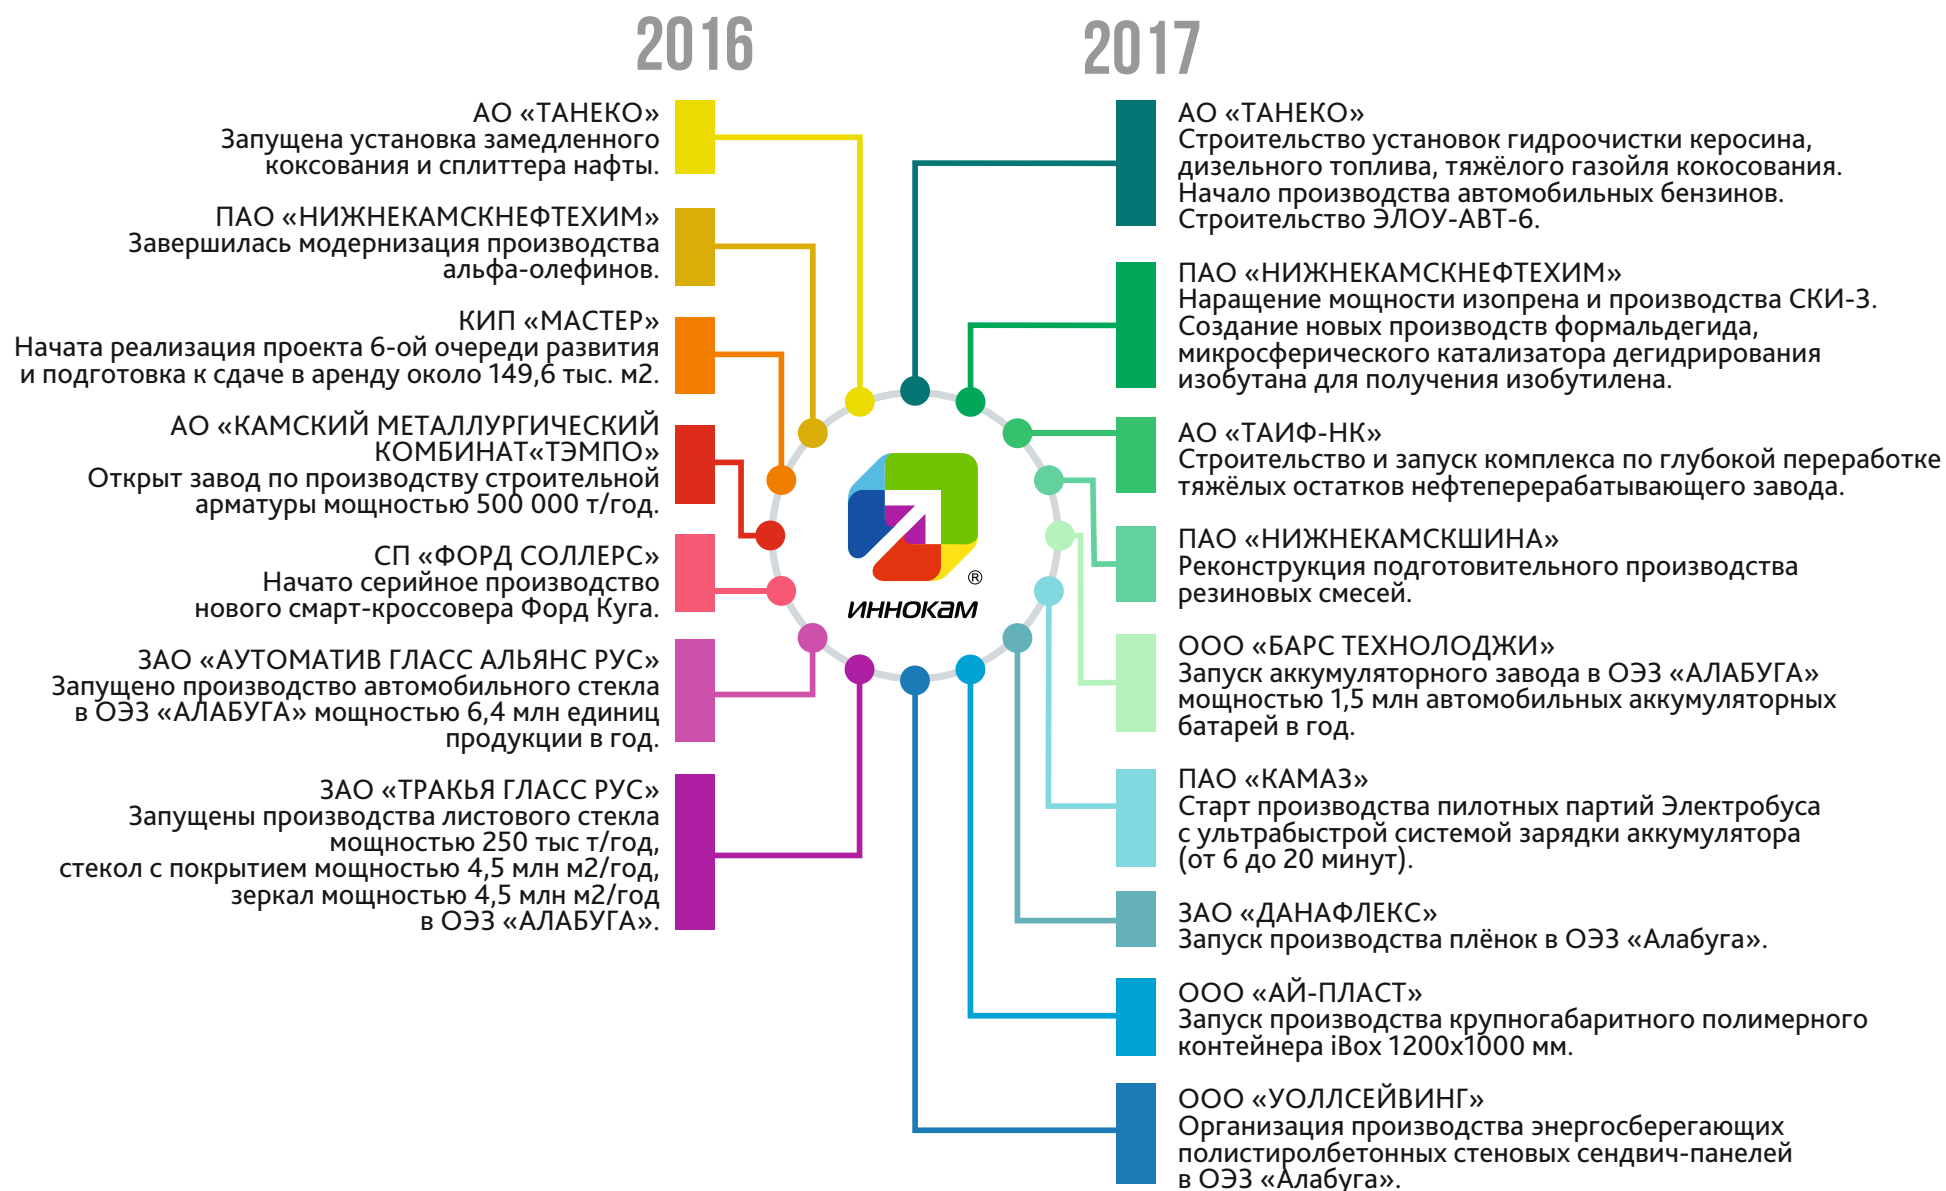 2016
АО «ТАНЕКО»
Запущена установка замедленного
коксования и сплиттера нафты.
ПАО «НИЖНЕКАМСКНЕФТЕХИМ»
Завершилась модернизация производства
альфа-олефинов.
КИП «МАСТЕР»
Начата реализация проекта 6-ой очереди развития
и подготовка к сдаче в аренду около 149,6 тыс. м2.
АО «КАМСКИЙ МЕТАЛЛУРГИЧЕСКИЙ
КОМБИНАТ«ТЭМПО»
Открыт завод по производству строительной
арматуры мощностью 500 000 т/год.
СП «ФОРД СОЛЛЕРС»
Начато серийное производство
нового смарт-кроссовера Форд Куга.
ЗАО «АУТОМАТИВ ГЛАСС АЛЬЯНС РУС»
Запущено производство автомобильного стекла
в ОЭЗ «АЛАБУГА» мощностью 6,4 млн единиц
продукции в год.
ЗАО «ТРАКЬЯ ГЛАСС РУС»
Запущены производства листового стекла
мощностью 250 тыс т/год,
стекол с покрытием мощностью 4,5 млн м2/год,
зеркал мощностью 4,5 млн м2/год
в ОЭЗ «АЛАБУГА».
®
ИННОКАМ
2017
АО «ТАНЕКО»
Строительство установок гидроочистки керосина,
дизельного топлива, тяжёлого газойля кокосования.
Начало производства автомобильных бензинов.
Строительство ЭЛОУ-АВТ-6.
ПАО «НИЖНЕКАМСКНЕФТЕХИМ»
Наращение мощности изопрена и производства СКИ-3.
Создание новых производств формальдегида,
микросферического катализатора дегидрирования
изобутана для получения изобутилена.
АО «ТАИФ-НК»
Строительство и запуск комплекса по глубокой переработке
тяжёлых остатков нефтеперерабатывающего завода.
ПАО «НИЖНЕКАМСКШИНА»
Реконструкция подготовительного производства
резиновых смесей.
ООО «БАРС ТЕХНОЛОДЖИ»
Запуск аккумуляторного завода в ОЭЗ «АЛАБУГА»
мощностью 1,5 млн автомобильных аккумуляторных
батарей в год.
ПАО «КАМАЗ»
Старт производства пилотных партий Электробуса
с ультрабыстрой системой зарядки аккумулятора
(от 6 до 20 минут).
ЗАО «ДАНАФЛЕКС»
Запуск производства плёнок в ОЭЗ «Алабуга».
ООО «АЙ-ПЛАСТ»
Запуск производства крупногабаритного полимерного
контейнера iBox 1200x1000 мм.
ООО «УОЛЛСЕЙВИНГ»
Организация производства энергосберегающих
полистиролбетонных стеновых сендвич-панелей
в ОЭЗ «Алабуга».